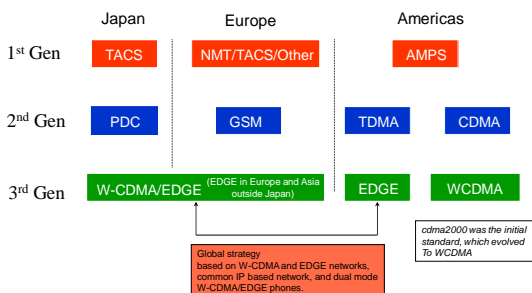 Japan Europe Americas
1st Gen TACS NMT/TACS/Other AMPS
2nd Gen PDC GSM TDMA CDMA
3rd Gen W-CDMA/EDGE (EDGE in Europe and Asia outside Japan) EDGE WCDMA
Global strategy
based on W-CDMA and EDGE networks,
common IP based network, and dual mode
W-CDMA/EDGE phones.
cdma2000 was the initial
standard, which evolved
To WCDMA